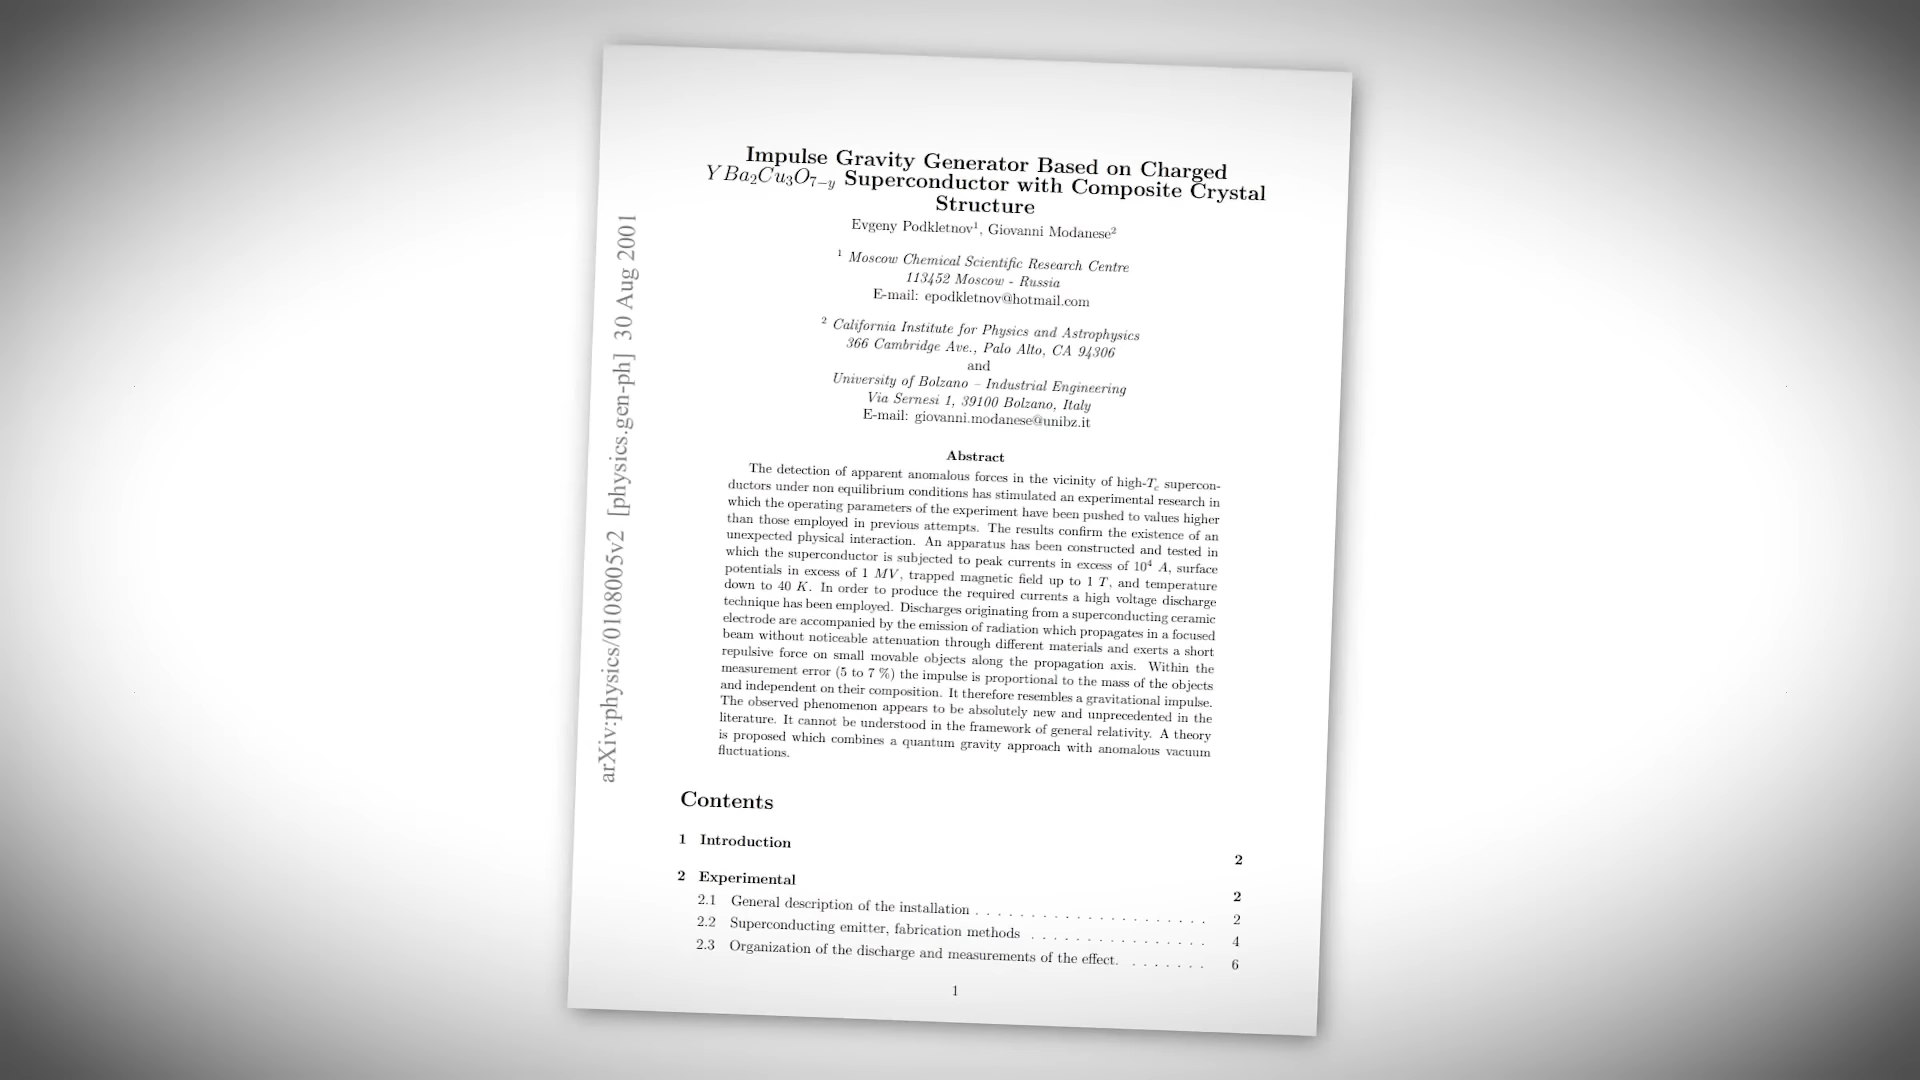 Impulse Gravity Generator Based on Charged
YBa₂Cu₃O₇₋y Superconductor with Composite Crystal
Structure
Evgeny Podkletnov¹, Giovanni Modanese²
¹ Moscow Chemical Scientific Research Centre
113452 Moscow - Russia
E-mail: epodkletnov@hotmail.com
² California Institute for Physics and Astrophysics
366 Cambridge Ave., Palo Alto, CA 94306
and
University of Bolzano – Industrial Engineering
Via Sernesi 1, 39100 Bolzano, Italy
E-mail: giovanni.modanese@unibz.it
Abstract
The detection of apparent anomalous forces in the vicinity of high-Tc supercon-
ductors under non equilibrium conditions has stimulated an experimental research in
which the operating parameters of the experiment have been pushed to values higher
than those employed in previous attempts. The results confirm the existence of an
unexpected physical interaction. An apparatus has been constructed and tested in
which the superconductor is subjected to peak currents in excess of 10⁴ A, surface
potentials in excess of 1 MV, trapped magnetic field up to 1 T, and temperature
down to 40 K. In order to produce the required currents a high voltage discharge
technique has been employed. Discharges originating from a superconducting ceramic
electrode are accompanied by the emission of radiation which propagates in a focused
beam without noticeable attenuation through different materials and exerts a short
repulsive force on small movable objects along the propagation axis. Within the
measurement error (5 to 7 %) the impulse is proportional to the mass of the objects
and independent on their composition. It therefore resembles a gravitational impulse.
The observed phenomenon appears to be absolutely new and unprecedented in the
literature. It cannot be understood in the framework of general relativity. A theory
is proposed which combines a quantum gravity approach with anomalous vacuum
fluctuations.
Contents
1 Introduction 2
2 Experimental 2
2.1 General description of the installation . . . . . . . . . . . . . . . . . . . . . 2
2.2 Superconducting emitter, fabrication methods . . . . . . . . . . . . . . . . 4
2.3 Organization of the discharge and measurements of the effect. . . . . . . . 6
1
arXiv:physics/0108005v2 [physics.gen-ph] 30 Aug 2001